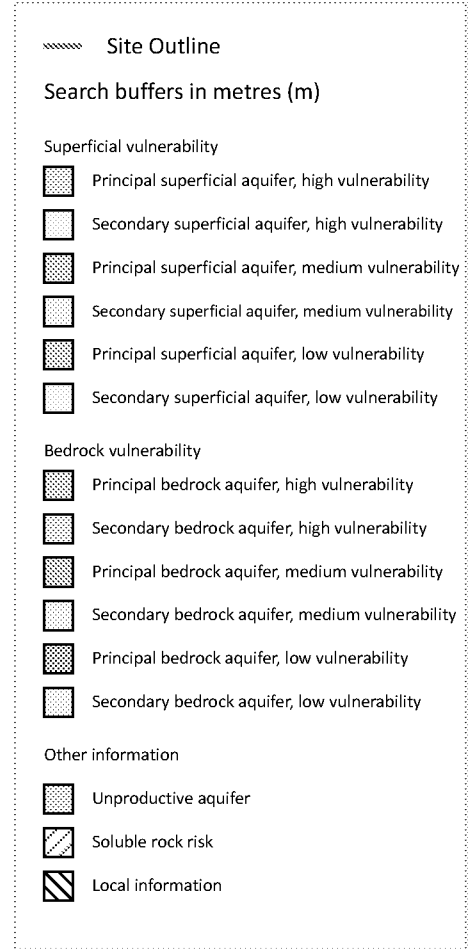 Site Outline
Search buffers in metres (m)
Superficial vulnerability
Principal superficial aquifer, high vulnerability
Secondary superficial aquifer, high vulnerability
Principal superficial aquifer, medium vulnerability
Secondary superficial aquifer, medium vulnerability
Principal superficial aquifer, low vulnerability
Secondary superficial aquifer, low vulnerability
Bedrock vulnerability
Principal bedrock aquifer, high vulnerability
Secondary bedrock aquifer, high vulnerability
Principal bedrock aquifer, medium vulnerability
Secondary bedrock aquifer, medium vulnerability
Principal bedrock aquifer, low vulnerability
Secondary bedrock aquifer, low vulnerability
Other information
Unproductive aquifer
Soluble rock risk
Local information